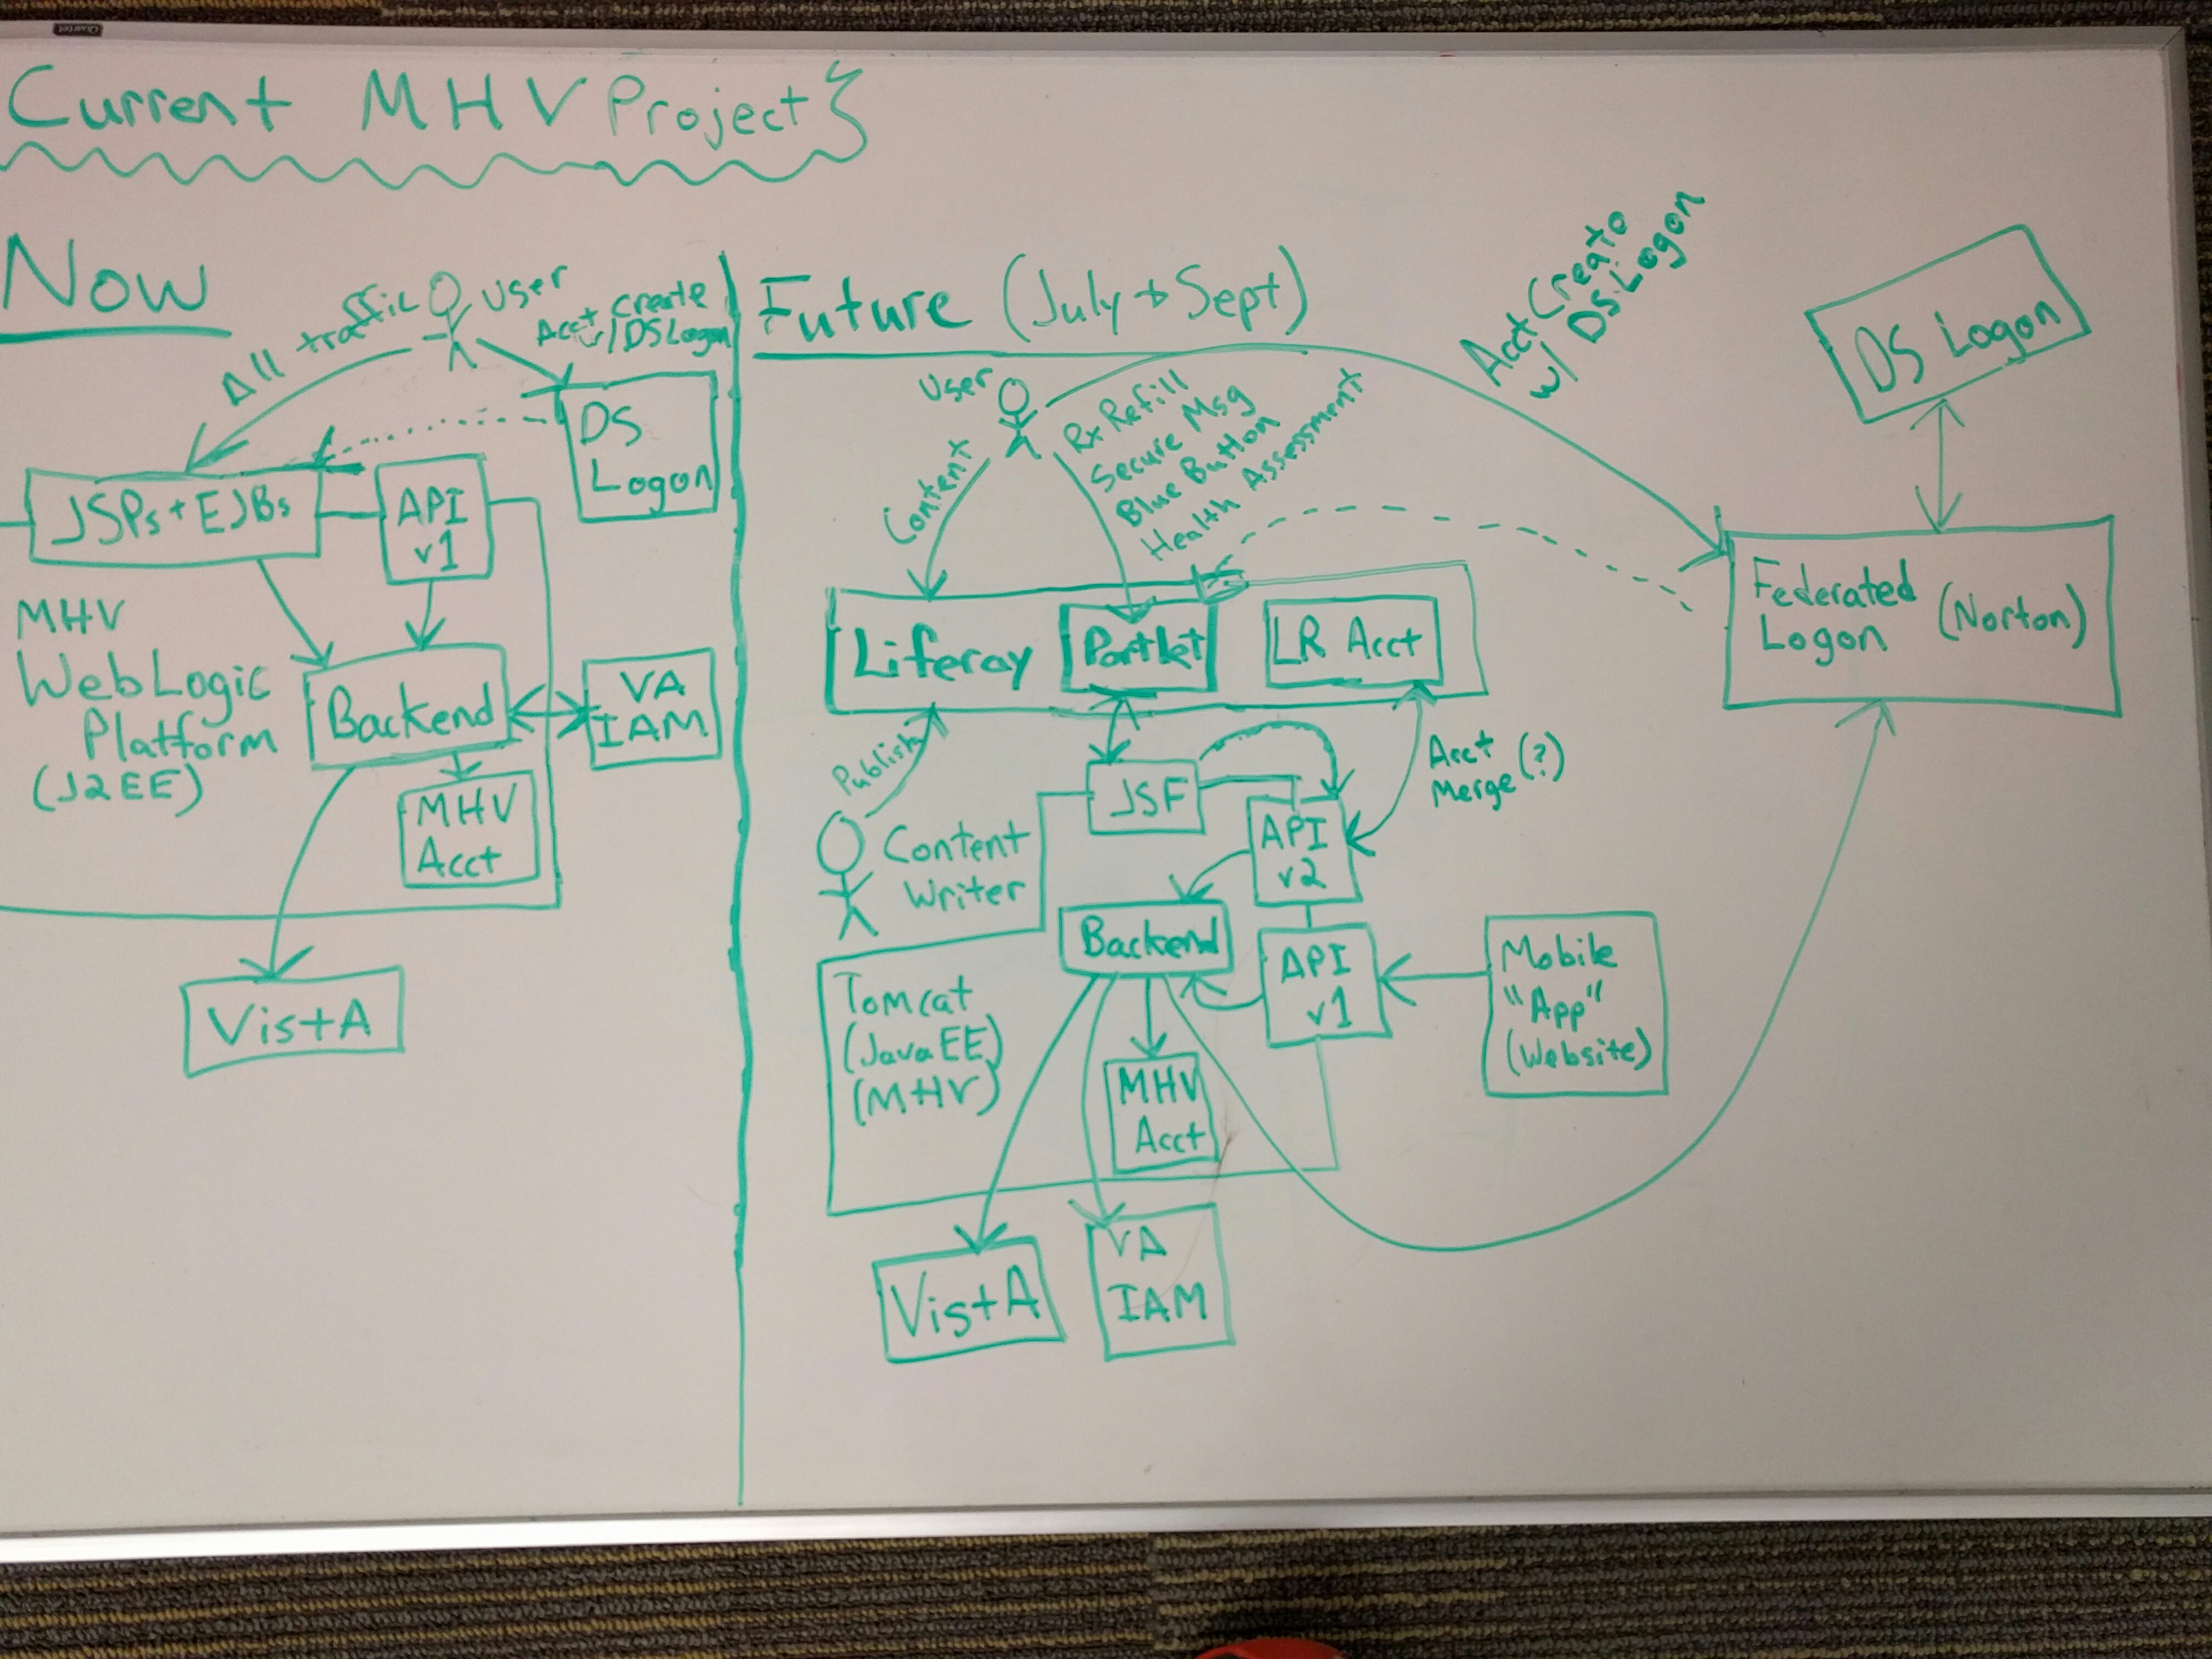 Quartet
Current MHV Project
Now
All traffic
User
Acct Create
w/DS Logon
DS
Logon
JSPs + EJBs
API
v1
MHV
WebLogic
Platform
(J2EE)
Backend
VA
IAM
MHV
Acct
VistA
Future (July → Sept)
User
Content
Rx Refill
Secure Msg
Blue Button
Health Assessment
Acct Create
w/ DS Logon
DS Logon
Federated
Logon (Norton)
Liferay
Portlet
LR Acct
Publish
Content
Writer
JSF
API
v2
Acct
Merge (?)
Backend
API
v1
Mobile
"App"
(Website)
Tomcat
(JavaEE)
(MHV)
MHV
Acct
VistA
VA
IAM